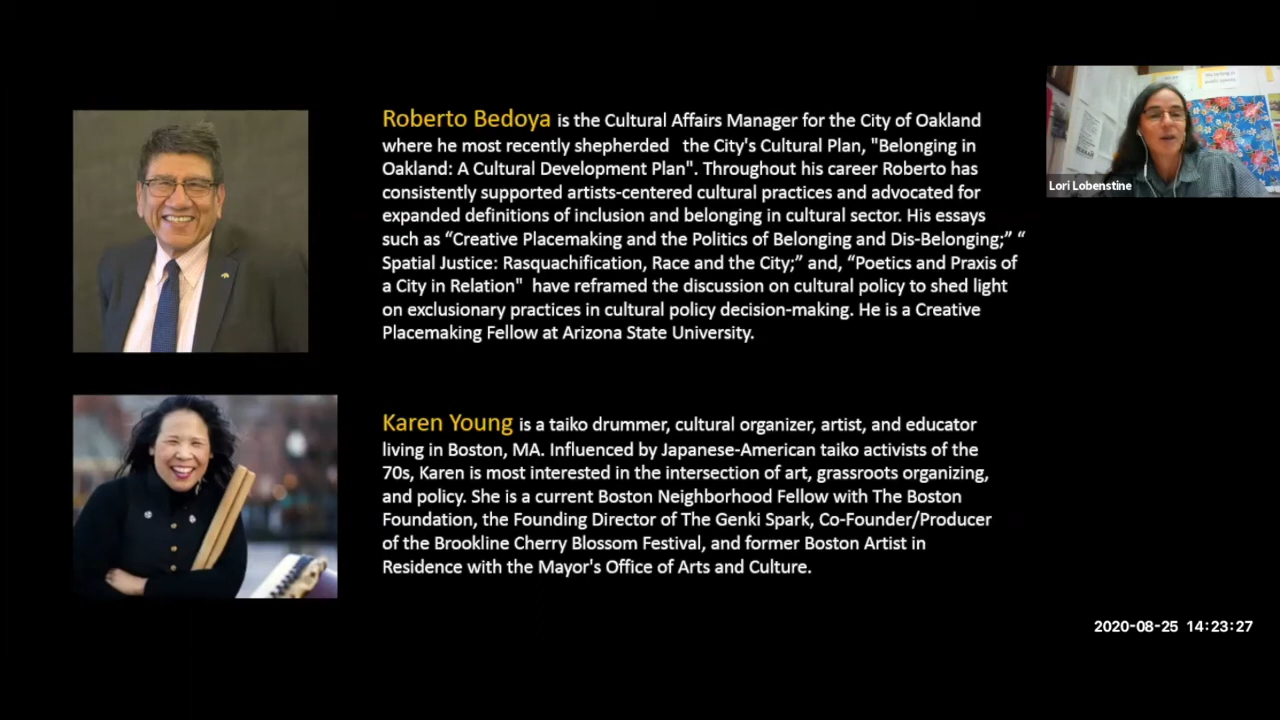 Roberto Bedoya is the Cultural Affairs Manager for the City of Oakland
where he most recently shepherded the City's Cultural Plan, "Belonging in
Oakland: A Cultural Development Plan". Throughout his career Roberto has
consistently supported artists-centered cultural practices and advocated for
expanded definitions of inclusion and belonging in cultural sector. His essays
such as “Creative Placemaking and the Politics of Belonging and Dis-Belonging;” “
Spatial Justice: Rasquachification, Race and the City;” and, “Poetics and Praxis of
a City in Relation" have reframed the discussion on cultural policy to shed light
on exclusionary practices in cultural policy decision-making. He is a Creative
Placemaking Fellow at Arizona State University.
Lori Lobenstine
Karen Young is a taiko drummer, cultural organizer, artist, and educator
living in Boston, MA. Influenced by Japanese-American taiko activists of the
70s, Karen is most interested in the intersection of art, grassroots organizing,
and policy. She is a current Boston Neighborhood Fellow with The Boston
Foundation, the Founding Director of The Genki Spark, Co-Founder/Producer
of the Brookline Cherry Blossom Festival, and former Boston Artist in
Residence with the Mayor's Office of Arts and Culture.
2020-08-25 14:23:27